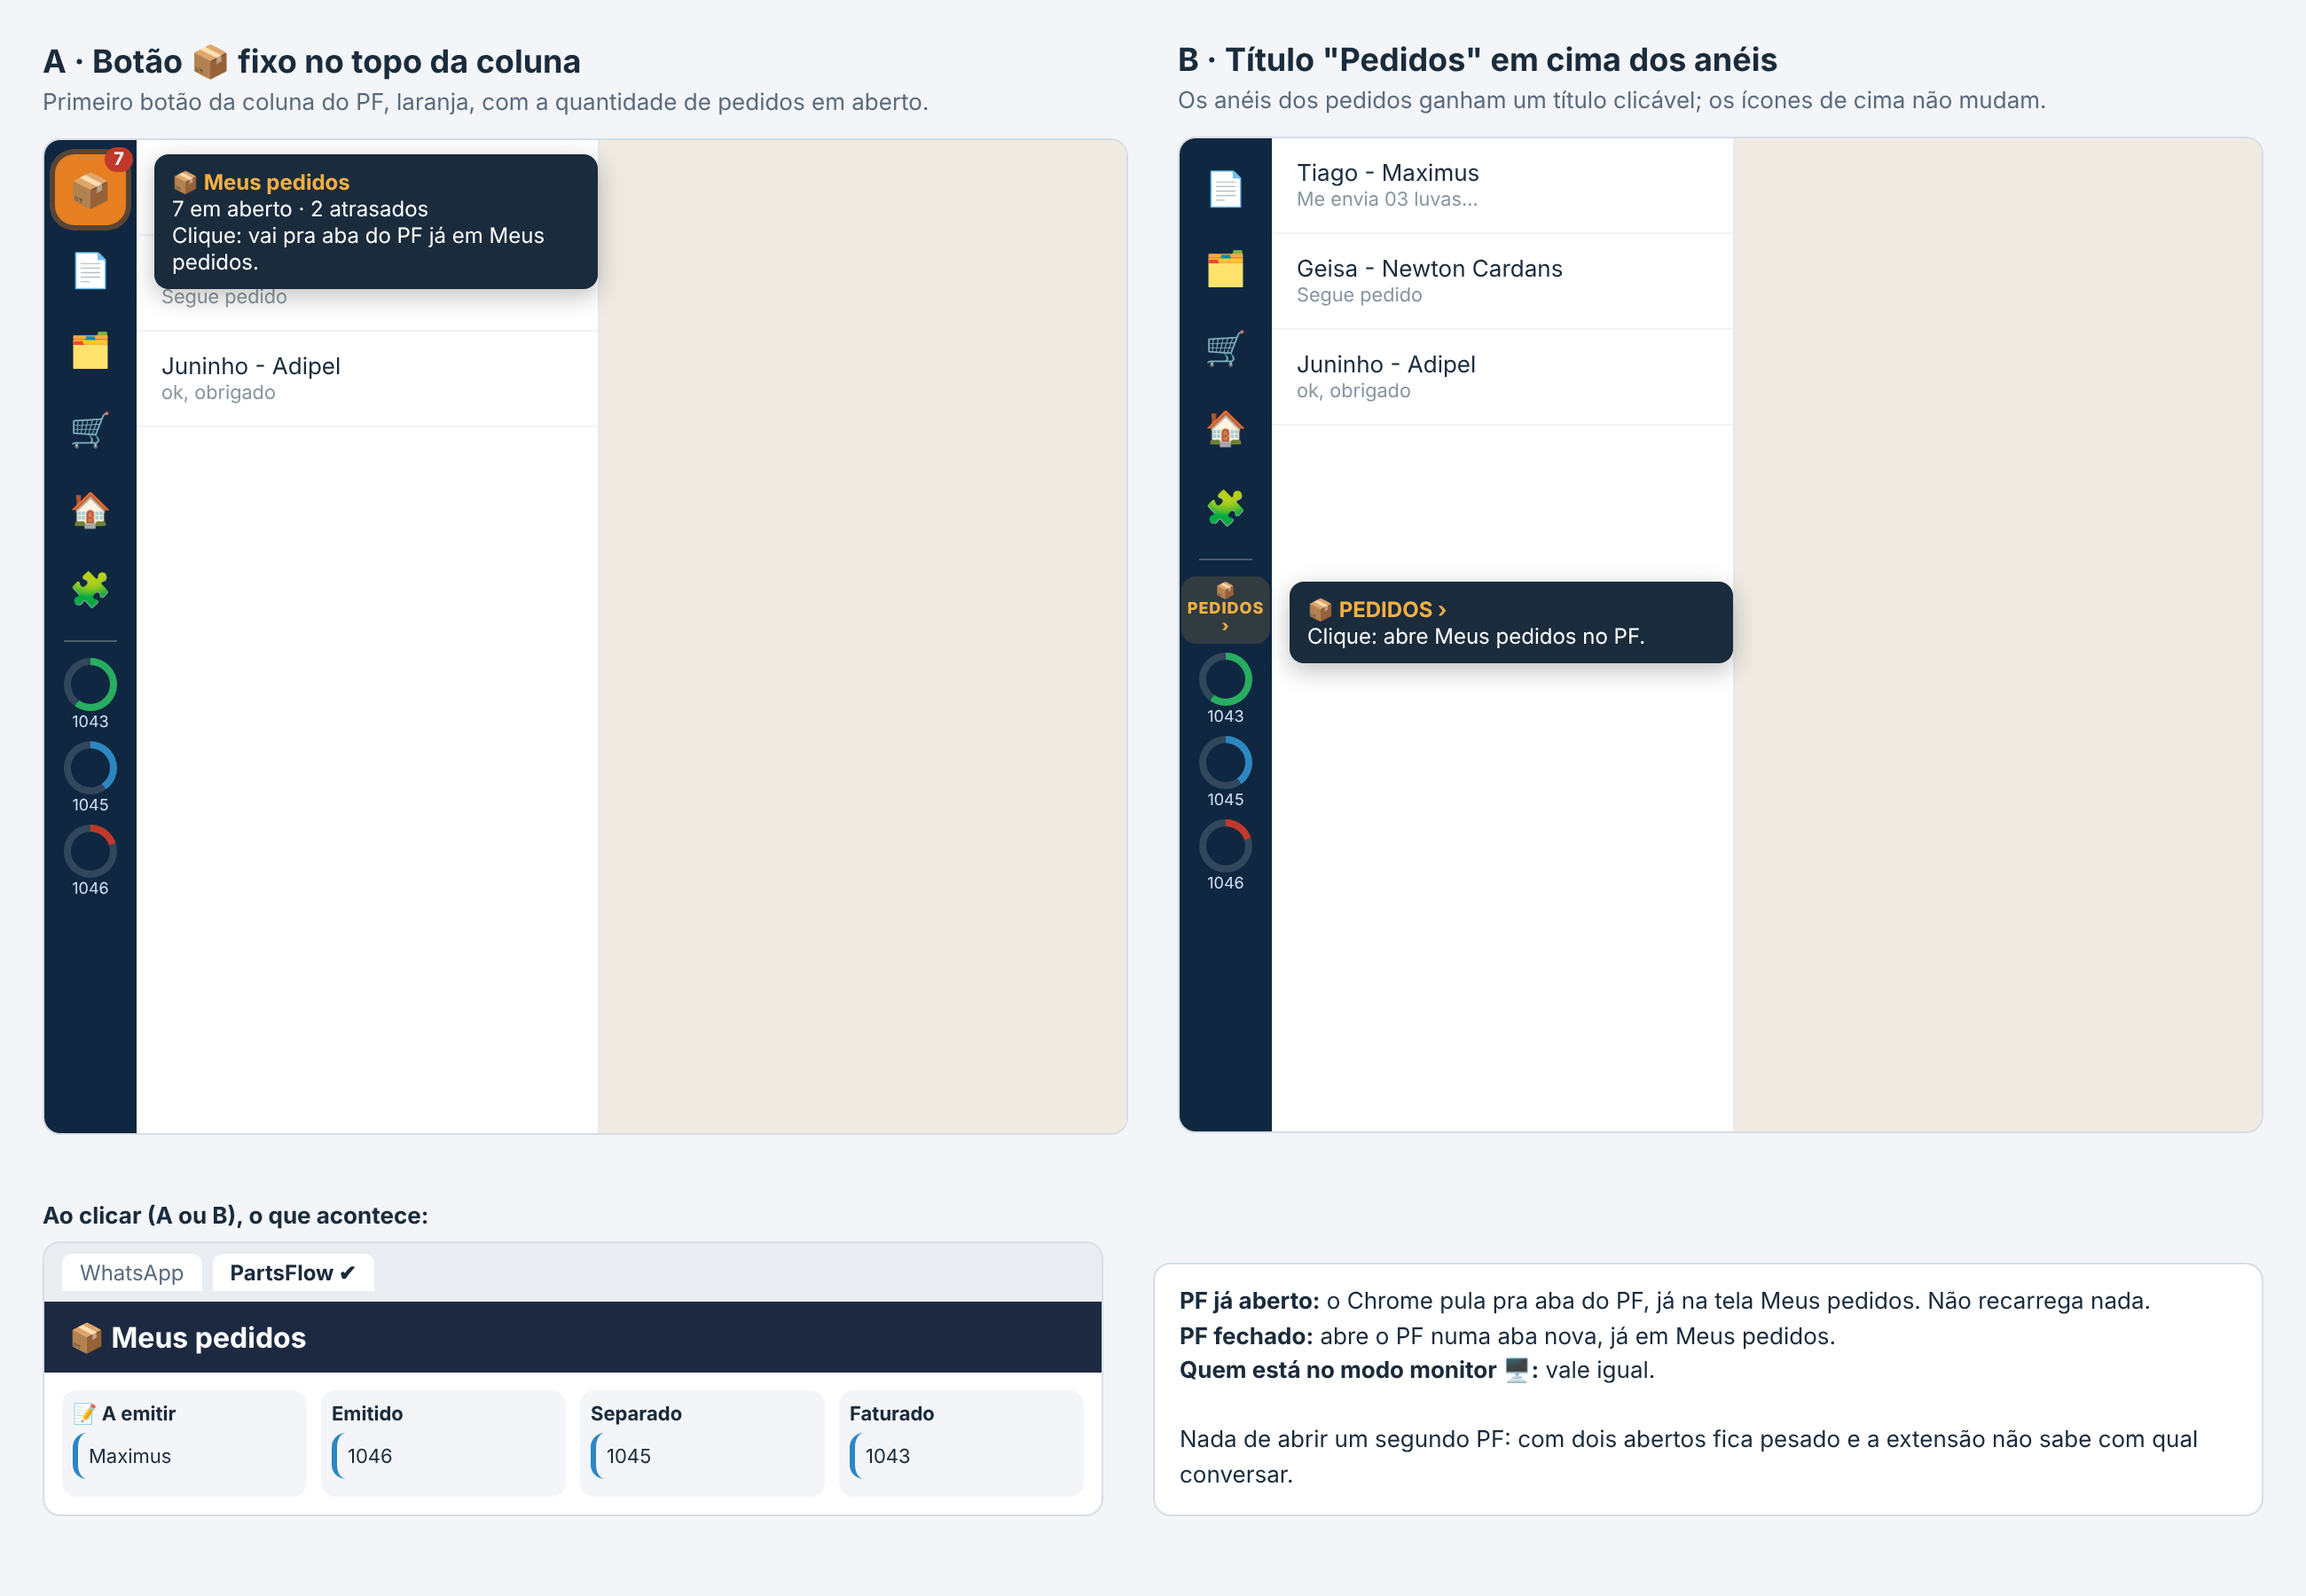 A · Botão 📦 fixo no topo da coluna
Primeiro botão da coluna do PF, laranja, com a quantidade de pedidos em aberto.
7
📦 Meus pedidos
7 em aberto · 2 atrasados
Clique: vai pra aba do PF já em Meus
pedidos.
Segue pedido
Juninho - Adipel
ok, obrigado
1043
1045
1046
B · Título "Pedidos" em cima dos anéis
Os anéis dos pedidos ganham um título clicável; os ícones de cima não mudam.
Tiago - Maximus
Me envia 03 luvas...
Geisa - Newton Cardans
Segue pedido
Juninho - Adipel
ok, obrigado
📦
PEDIDOS
›
📦 PEDIDOS ›
Clique: abre Meus pedidos no PF.
1043
1045
1046
Ao clicar (A ou B), o que acontece:
WhatsApp
PartsFlow ✔
📦 Meus pedidos
📝 A emitir
Maximus
Emitido
1046
Separado
1045
Faturado
1043
PF já aberto: o Chrome pula pra aba do PF, já na tela Meus pedidos. Não recarrega nada.
PF fechado: abre o PF numa aba nova, já em Meus pedidos.
Quem está no modo monitor 🖥️: vale igual.
Nada de abrir um segundo PF: com dois abertos fica pesado e a extensão não sabe com qual
conversar.